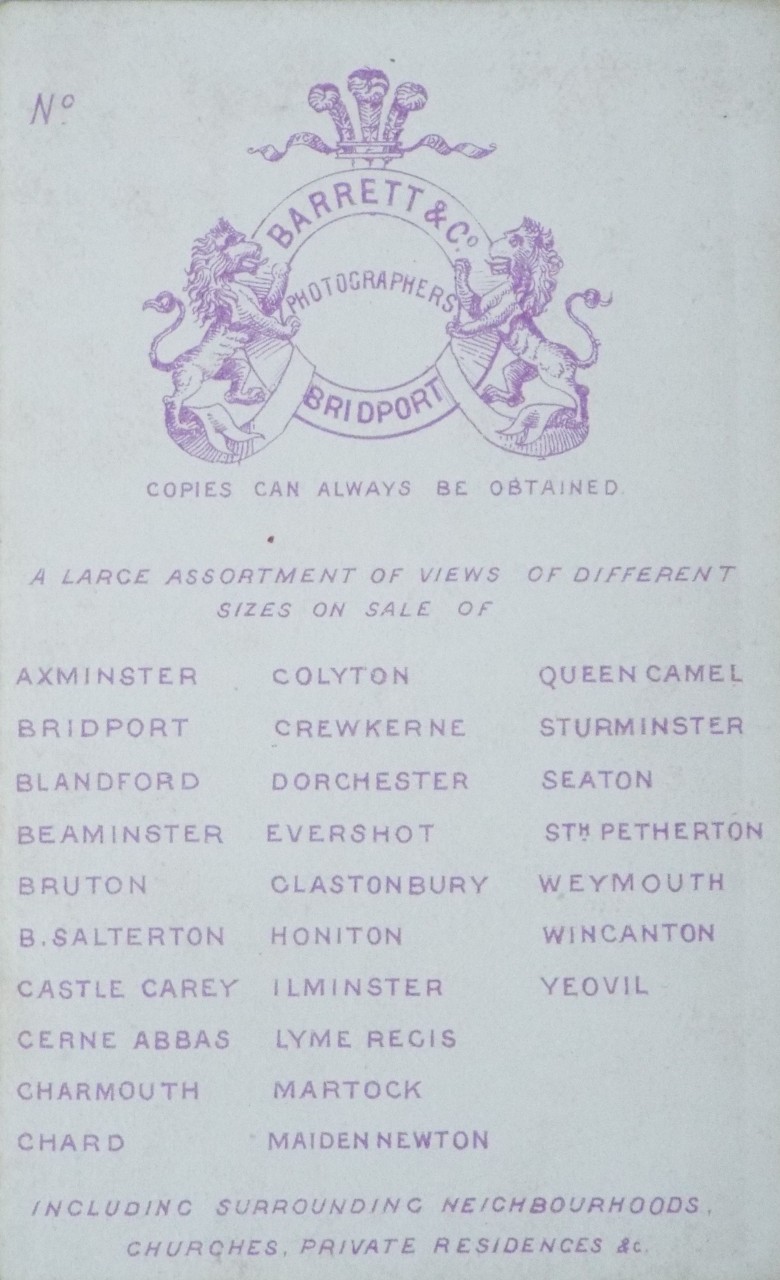 Nº
BARRETT & Cº
PHOTOGRAPHERS
BRIDPORT
COPIES CAN ALWAYS BE OBTAINED.
A LARGE ASSORTMENT OF VIEWS OF DIFFERENT
SIZES ON SALE OF
AXMINSTER COLYTON QUEEN CAMEL
BRIDPORT CREWKERNE STURMINSTER
BLANDFORD DORCHESTER SEATON
BEAMINSTER EVERSHOT STH PETHERTON
BRUTON GLASTONBURY WEYMOUTH
B. SALTERTON HONITON WINCANTON
CASTLE CAREY ILMINSTER YEOVIL
CERNE ABBAS LYME REGIS
CHARMOUTH MARTOCK
CHARD MAIDEN NEWTON
INCLUDING SURROUNDING NEIGHBOURHOODS,
CHURCHES, PRIVATE RESIDENCES &c.